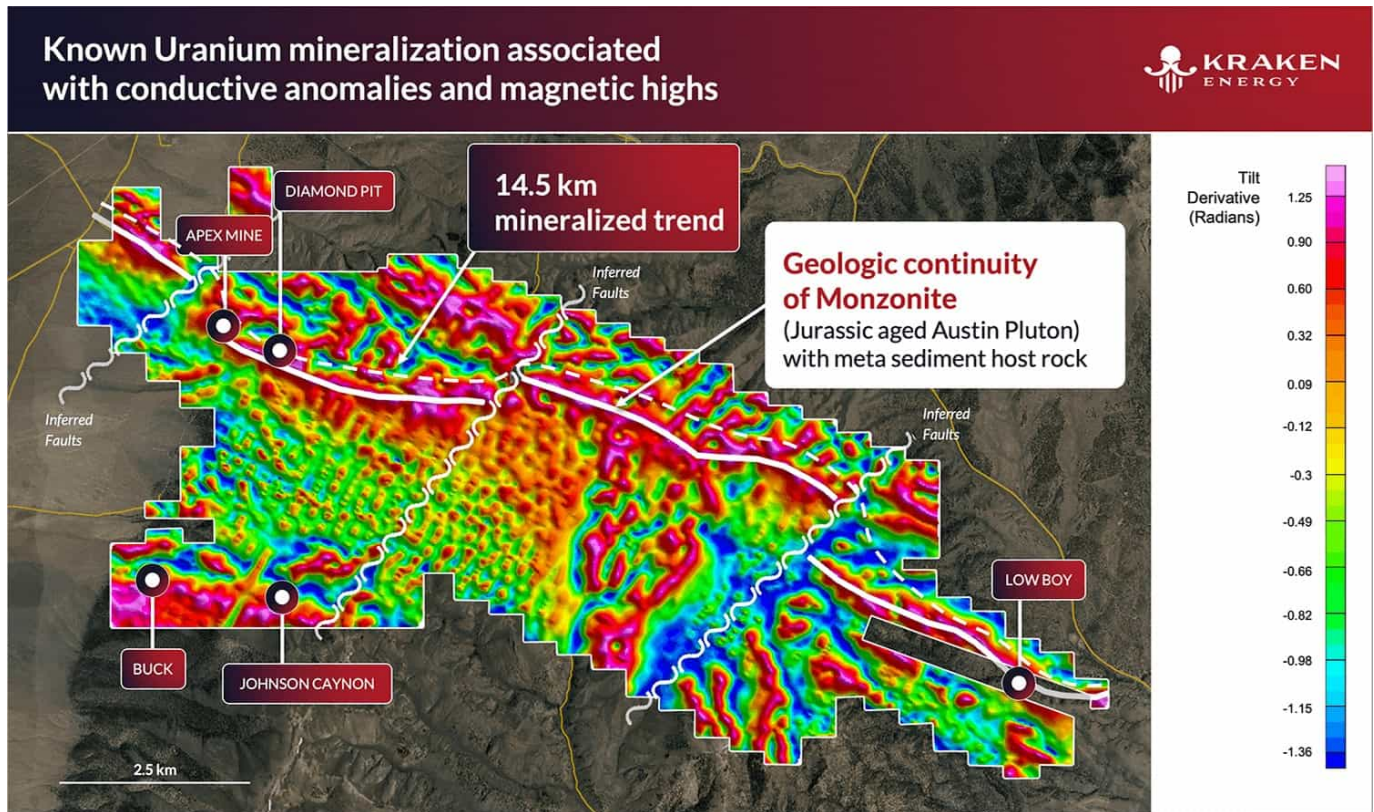 Known Uranium mineralization associated
with conductive anomalies and magnetic highs
KRAKEN
ENERGY
DIAMOND PIT
APEX MINE
14.5 km
mineralized trend
Geologic continuity
of Monzonite
(Jurassic aged Austin Pluton)
with meta sediment host rock
Inferred
Faults
Inferred
Faults
Inferred
Faults
LOW BOY
BUCK
JOHNSON CAYNON
2.5 km
Tilt
Derivative
(Radians)
1.25
0.90
0.60
0.32
0.09
-0.12
-0.3
-0.49
-0.66
-0.82
-0.98
-1.15
-1.36